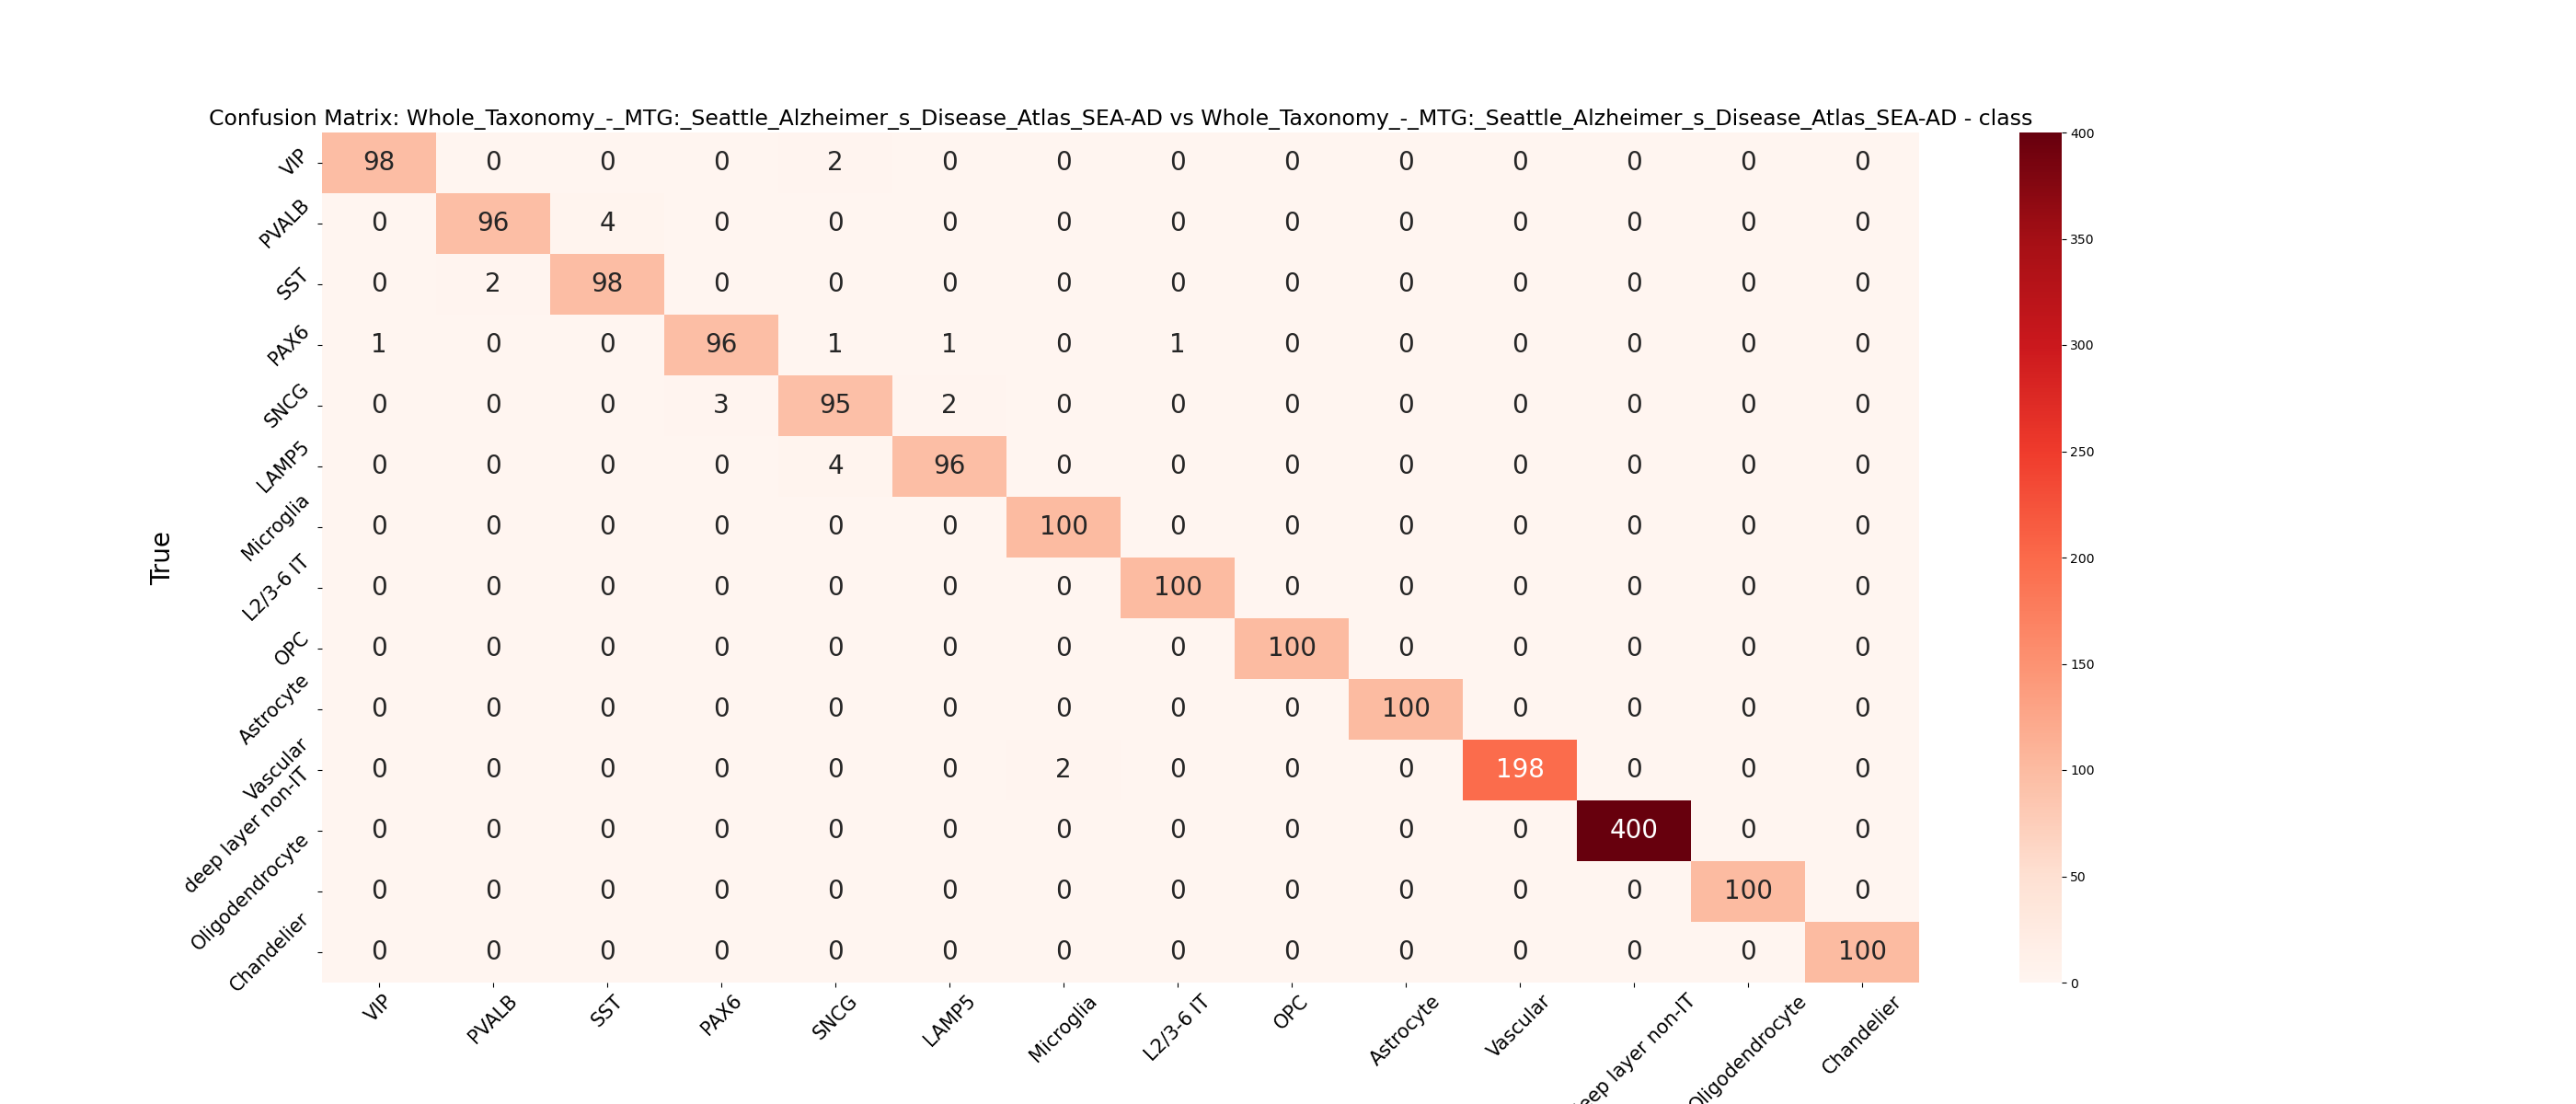 Confusion Matrix: Whole_Taxonomy_-_MTG:_Seattle_Alzheimer_s_Disease_Atlas_SEA-AD vs Whole_Taxonomy_-_MTG:_Seattle_Alzheimer_s_Disease_Atlas_SEA-AD - class
VIP 98 0 0 0 2 0 0 0 0 0 0 0 0 0
PVALB 0 96 4 0 0 0 0 0 0 0 0 0 0 0
SST 0 2 98 0 0 0 0 0 0 0 0 0 0 0
PAX6 1 0 0 96 1 1 0 1 0 0 0 0 0 0
SNCG 0 0 0 3 95 2 0 0 0 0 0 0 0 0
LAMP5 0 0 0 0 4 96 0 0 0 0 0 0 0 0
Microglia 0 0 0 0 0 0 100 0 0 0 0 0 0 0
L2/3-6 IT 0 0 0 0 0 0 0 100 0 0 0 0 0 0
OPC 0 0 0 0 0 0 0 0 100 0 0 0 0 0
Astrocyte 0 0 0 0 0 0 0 0 0 100 0 0 0 0
Vascular 0 0 0 0 0 0 2 0 0 0 198 0 0 0
deep layer non-IT 0 0 0 0 0 0 0 0 0 0 0 400 0 0
Oligodendrocyte 0 0 0 0 0 0 0 0 0 0 0 0 100 0
Chandelier 0 0 0 0 0 0 0 0 0 0 0 0 0 100
True
VIP
PVALB
SST
PAX6
SNCG
LAMP5
Microglia
L2/3-6 IT
OPC
Astrocyte
Vascular
eep layer non-IT
Oligodendrocyte
Chandelier
400
350
300
250
200
150
100
50
0